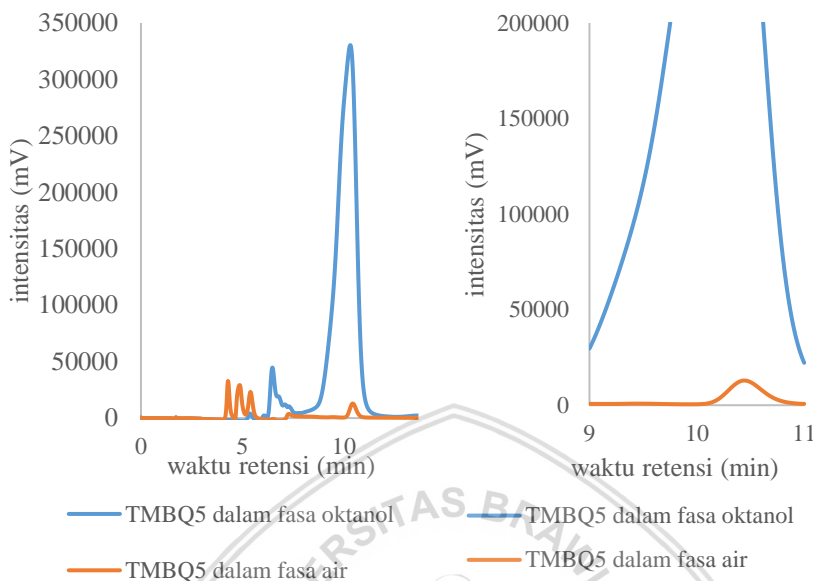 350000
300000
250000
200000
150000
100000
50000
0
intensitas (mV)
0 5 10
waktu retensi (min)
TMBQ5 dalam fasa oktanol
TMBQ5 dalam fasa air
200000
150000
100000
50000
0
intensitas (mV)
9 10 11
waktu retensi (min)
TMBQ5 dalam fasa oktanol
TMBQ5 dalam fasa air
ERSITAS BRAW